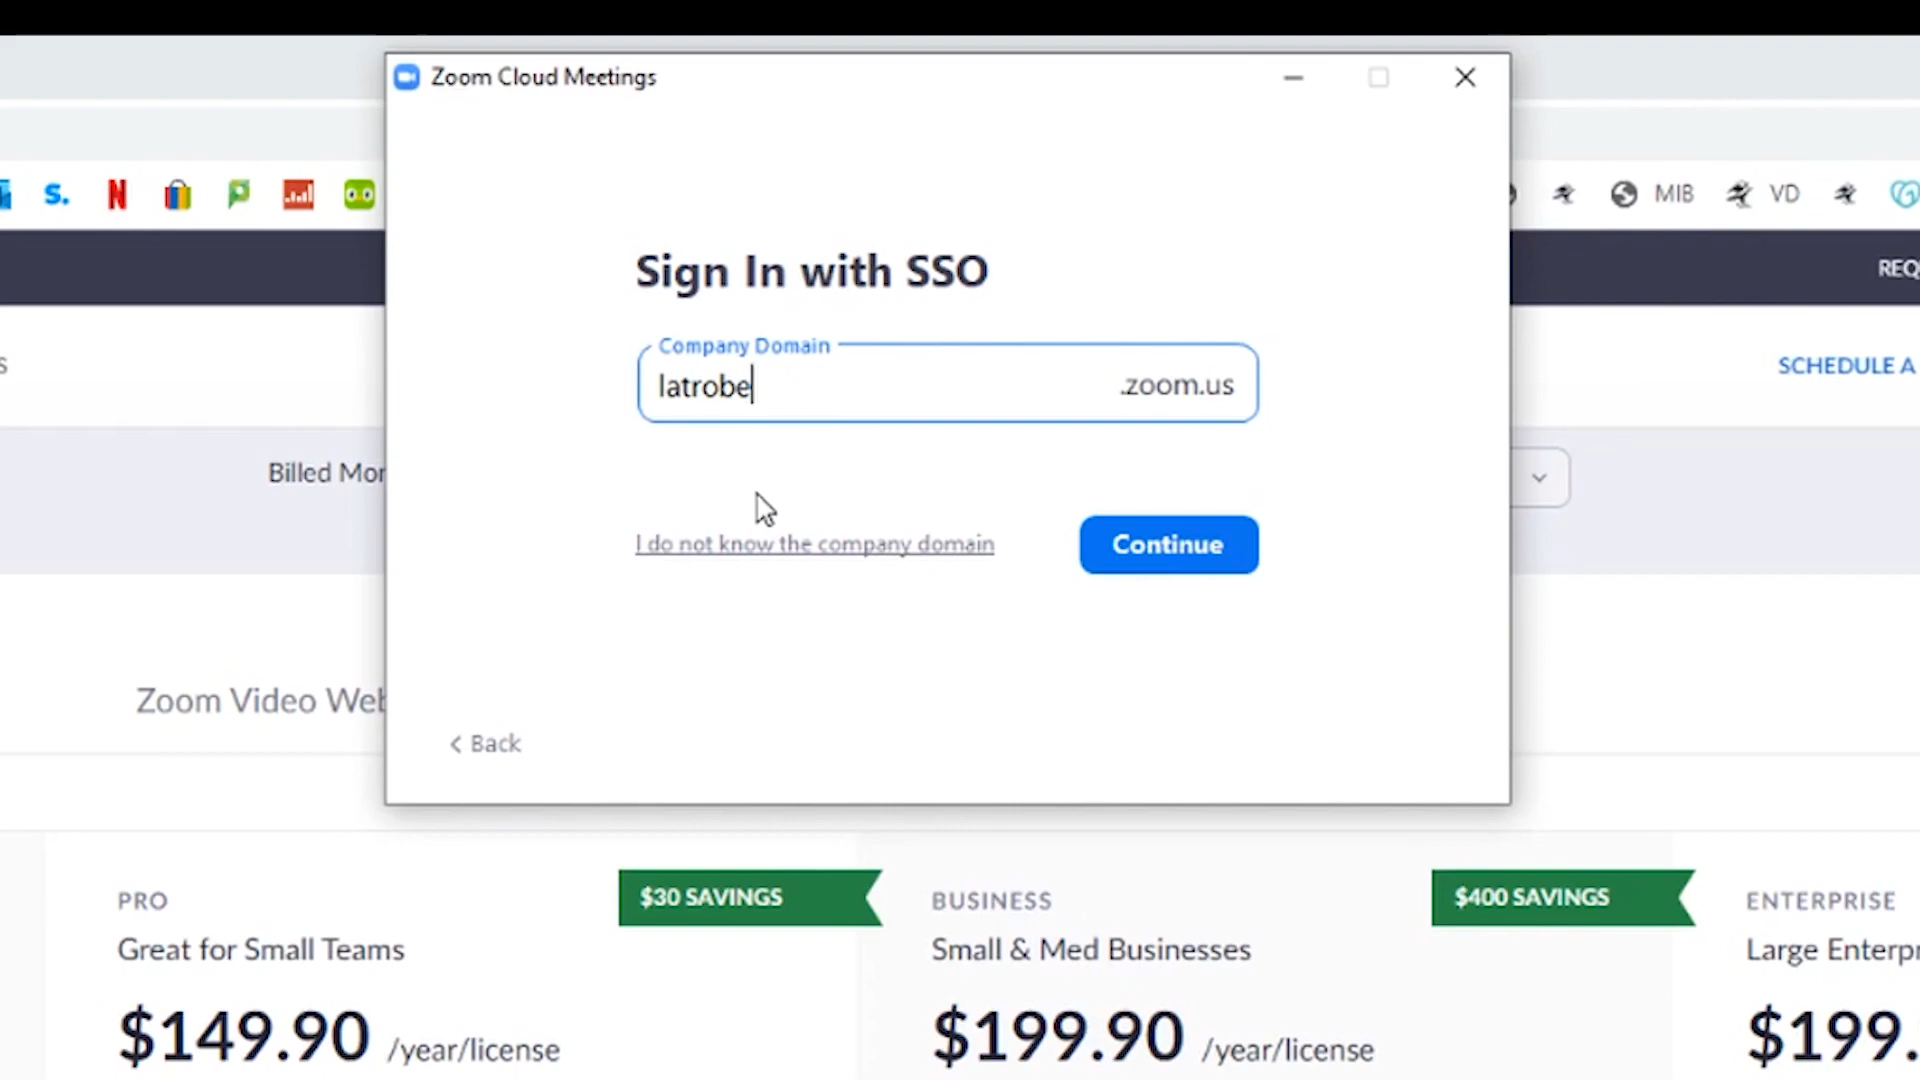 Zoom Cloud Meetings
S.
N
MIB
VD
REQ
Sign In with SSO
Company Domain
latrobe
.zoom.us
S
SCHEDULE A
Billed Mor
I do not know the company domain
Continue
Zoom Video Web
< Back
PRO
$30 SAVINGS
BUSINESS
$400 SAVINGS
ENTERPRISE
Great for Small Teams
Small & Med Businesses
Large Enterpr
$149.90 /year/license
$199.90 /year/license
$199.